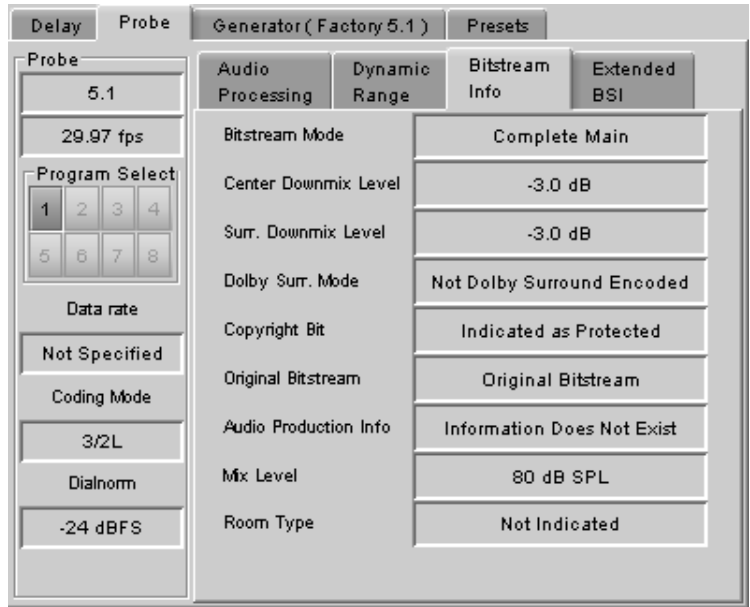 Delay Probe Generator ( Factory 5.1 ) Presets
Probe
5.1
29.97 fps
Program Select
1 2 3 4
5 6 7 8
Data rate
Not Specified
Coding Mode
3/2L
Dialnorm
-24 dBFS
Audio Processing
Dynamic Range
Bitstream Info
Extended BSI
Bitstream Mode Complete Main
Center Downmix Level -3.0 dB
Surr. Downmix Level -3.0 dB
Dolby Surr. Mode Not Dolby Surround Encoded
Copyright Bit Indicated as Protected
Original Bitstream Original Bitstream
Audio Production Info Information Does Not Exist
Mix Level 80 dB SPL
Room Type Not Indicated